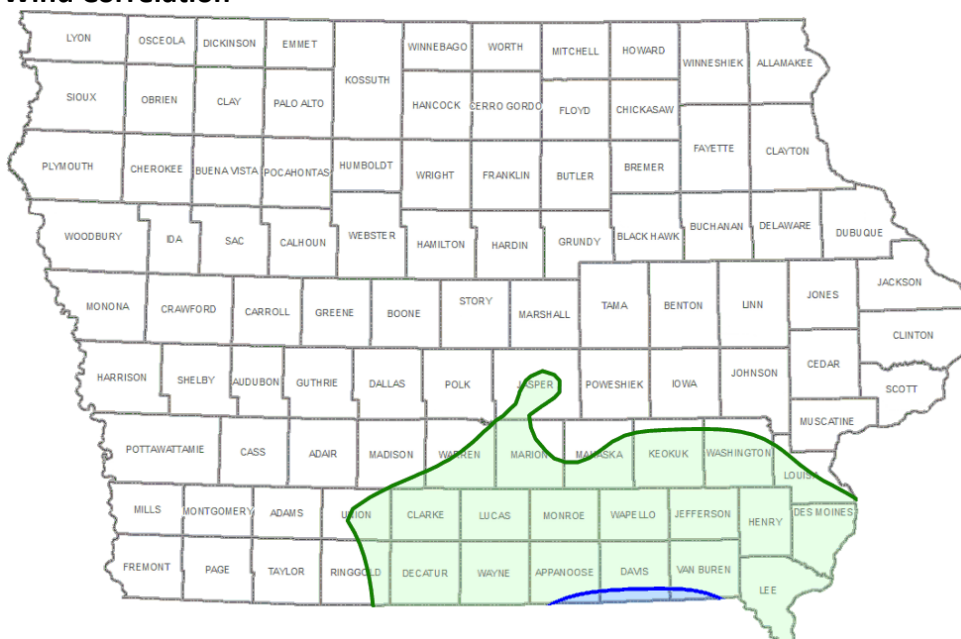 Wind Correlation
LYON OSCEOLA DICKINSON EMMET WINNEBAGO WORTH MITCHELL HOWARD WINNESHIEK ALLAMAKEE
KOSSUTH
SIOUX OBRIEN CLAY PALO ALTO HANCOCK CERRO GORDO FLOYD CHICKASAW
PLYMOUTH CHEROKEE BUENA VISTA POCAHONTAS HUMBOLDT WRIGHT FRANKLIN BUTLER BREMER FAYETTE CLAYTON
WOODBURY IDA SAC CALHOUN WEBSTER HAMILTON HARDIN GRUNDY BLACK HAWK BUCHANAN DELAWARE DUBUQUE
MONONA CRAWFORD CARROLL GREENE BOONE STORY MARSHALL TAMA BENTON LINN JONES JACKSON
CLINTON
HARRISON SHELBY AUDUBON GUTHRIE DALLAS POLK JASPER POWESHIEK IOWA JOHNSON CEDAR SCOTT
MUSCATINE
POTTAWATTAMIE CASS ADAIR MADISON WARREN MARION MAHASKA KEOKUK WASHINGTON LOUISA
MILLS MONTGOMERY ADAMS UNION CLARKE LUCAS MONROE WAPELLO JEFFERSON HENRY DES MOINES
FREMONT PAGE TAYLOR RINGGOLD DECATUR WAYNE APPANOOSE DAVIS VAN BUREN LEE